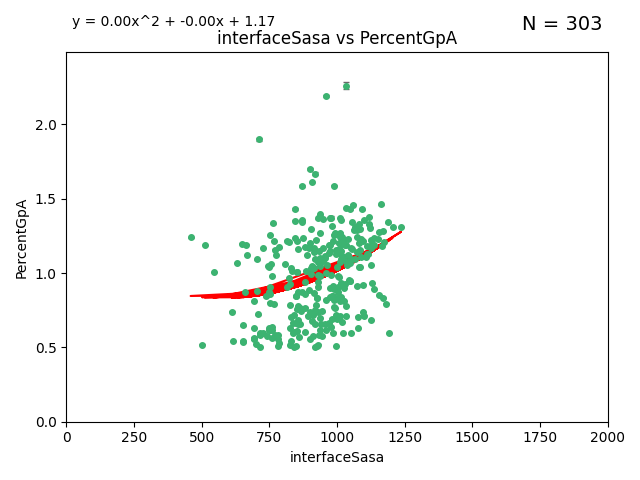 y = 0.00x^2 + -0.00x + 1.17
N = 303
interfaceSasa vs PercentGpA
PercentGpA
2.0
1.5
1.0
0.5
0.0
0 250 500 750 1000 1250 1500 1750 2000
interfaceSasa